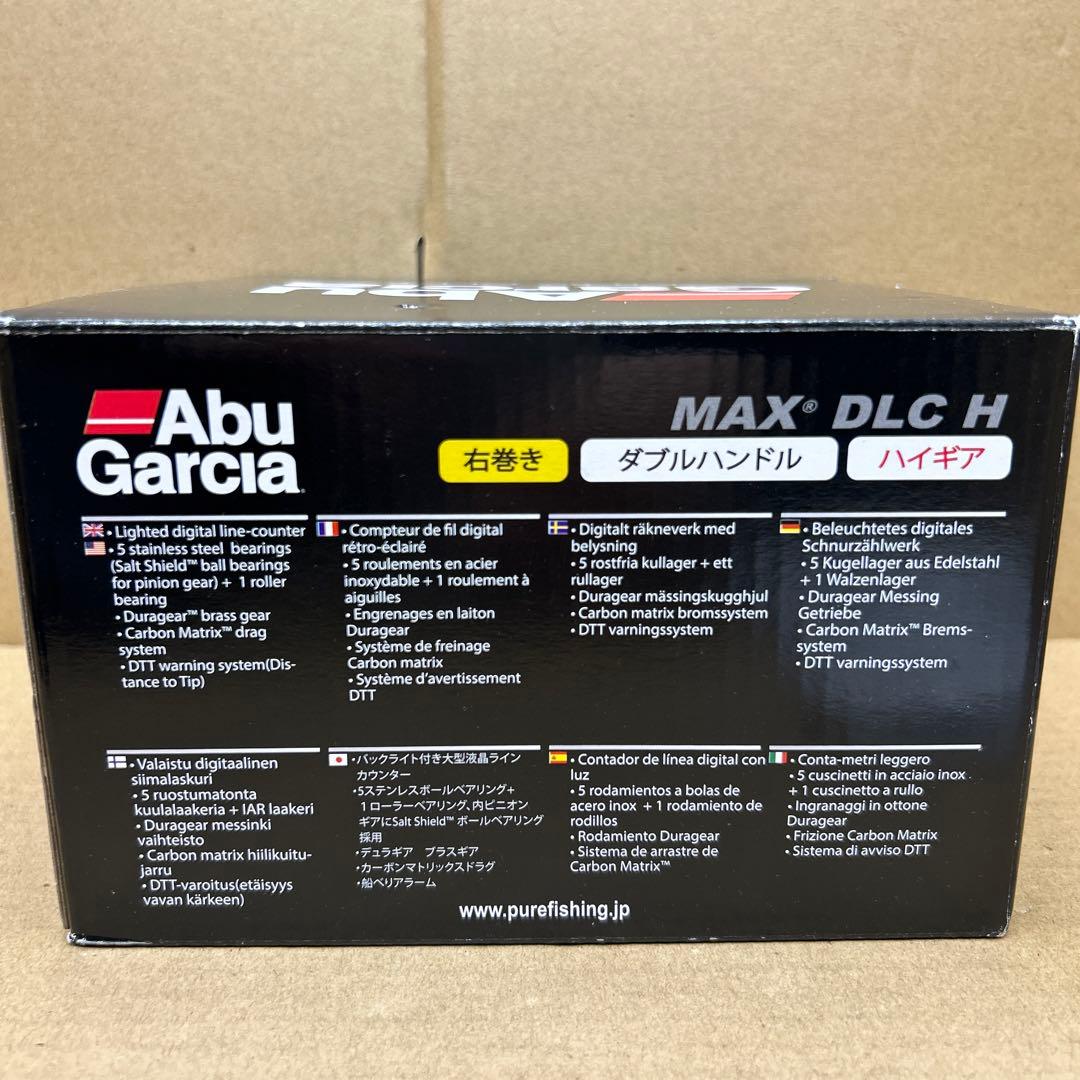 Abu
Garcia
Abu
Garcia
MAX® DLC H
右巻き
ダブルハンドル
ハイギア
• Lighted digital line-counter
• 5 stainless steel bearings
(Salt Shield™ ball bearings
for pinion gear) + 1 roller
bearing
• Duragear™ brass gear
• Carbon Matrix™ drag
system
• DTT warning system(Dis-
tance to Tip)
• Compteur de fil digital
rétro-éclairé
• 5 roulements en acier
inoxydable + 1 roulement à
aiguilles
• Engrenages en laiton
Duragear
• Système de freinage
Carbon matrix
• Système d'avertissement
DTT
• Digitalt räkneverk med
belysning
• 5 rostfria kullager + ett
rullager
• Duragear mässingskugghjul
• Carbon matrix bromssystem
• DTT varningssystem
• Beleuchtetes digitales
Schnurzählwerk
• 5 Kugellager aus Edelstahl
+ 1 Walzenlager
• Duragear Messing
Getriebe
• Carbon Matrix™ Brems-
system
• DTT varningssystem
• Valaistu digitaalinen
siimalaskuri
• 5 ruostumatonta
kuulalaakeria + IAR laakeri
• Duragear messinki
vaihteisto
• Carbon matrix hiilikuitu-
jarru
• DTT-varoitus(etäisyys
vavan kärkeen)
•バックライト付き大型液晶ライン
カウンター
•5ステンレスボールベアリング+
1ローラーベアリング、内ピニオン
ギアにSalt Shield™ ボールベアリング
採用
•デュラギア ブラスギア
•カーボンマトリックスドラグ
•船べリアラーム
• Contador de línea digital con
luz
• 5 rodamientos a bolas de
acero inox + 1 rodamiento de
rodillos
• Rodamiento Duragear
• Sistema de arrastre de
Carbon Matrix™
• Conta-metri leggero
• 5 cuscinetti in acciaio inox
+ 1 cuscinetto a rullo
• Ingranaggi in ottone
Duragear
• Frizione Carbon Matrix
• Sistema di avviso DTT
www.purefishing.jp